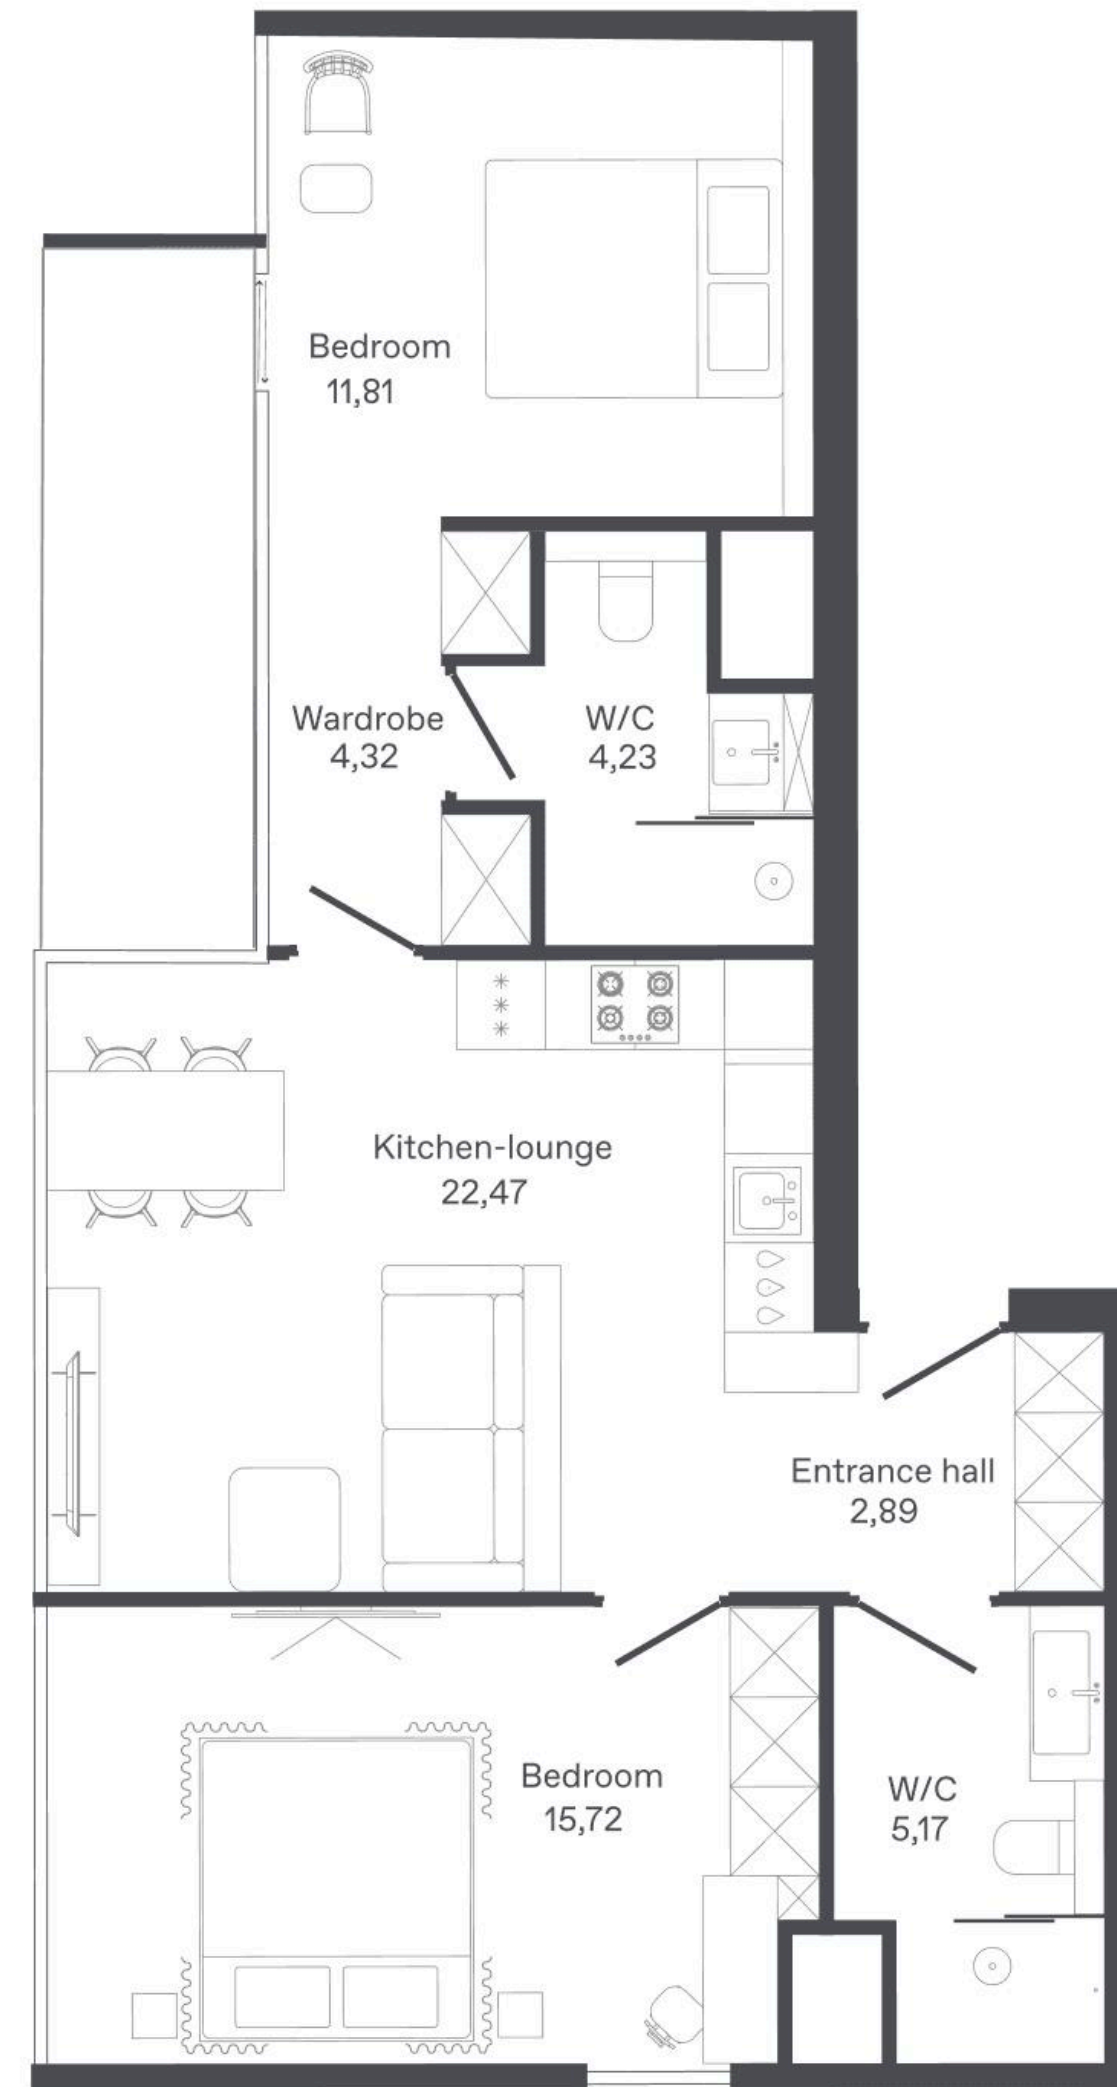 Bedroom
11,81
Wardrobe
4,32
W/C
4,23
Kitchen-lounge
22,47
Entrance hall
2,89
Bedroom
15,72
W/C
5,17